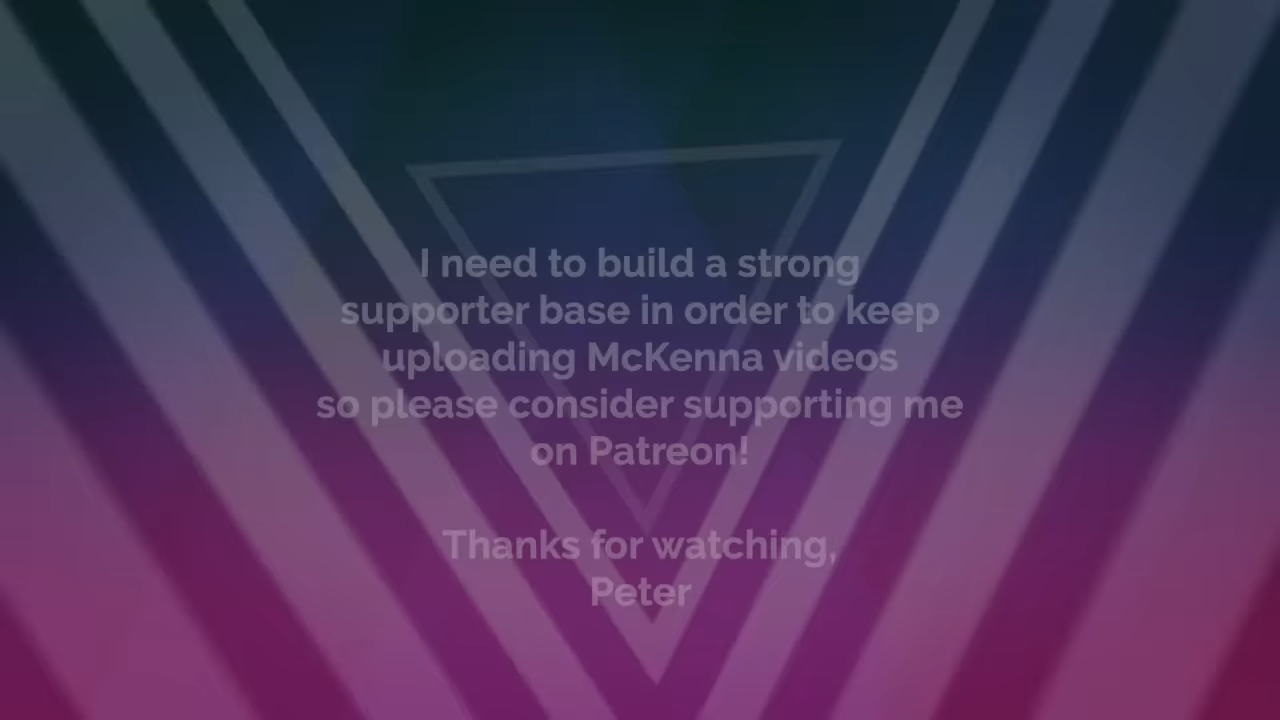 I need to build a strong
supporter base in order to keep
uploading McKenna videos
so please consider supporting me
on Patreon!
Thanks for watching,
Peter